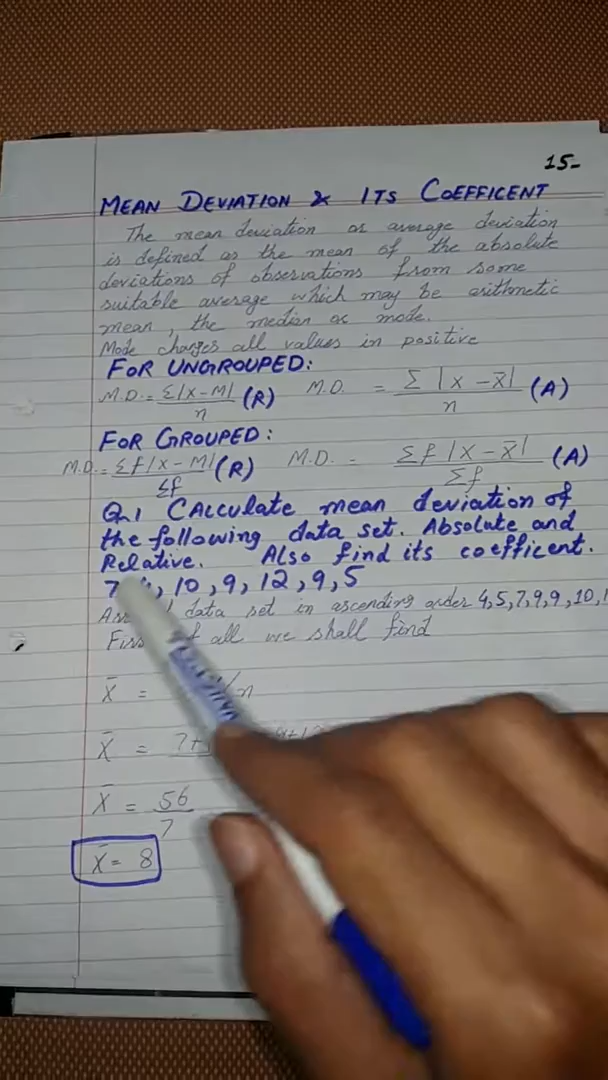 15-
MEAN DEVIATION & ITS COEFFICENT
The mean deviation or average deviation
is defined as the mean of the absolute
deviations of observations from some
suitable average which may be arithmetic
mean, the median or mode.
Mode changes all values in positive
FOR UNGROUPED:
M.D. = Σ|X-M|/n (R) M.D. = Σ|X-X̄|/n (A)
FOR GROUPED:
M.D. = Σf|X-M|/Σf (R) M.D. = Σf|X-X̄|/Σf (A)
Q.1 CAlculate mean deviation of
the following data set. Absolute and
Relative. Also find its coefficent.
7, 4, 10, 9, 12, 9, 5
data set in ascending order 4,5,7,9,9,10,1
all we shall find
X̄ = /n
X̄ = 7+
X̄ = 56/7
X̄ = 8